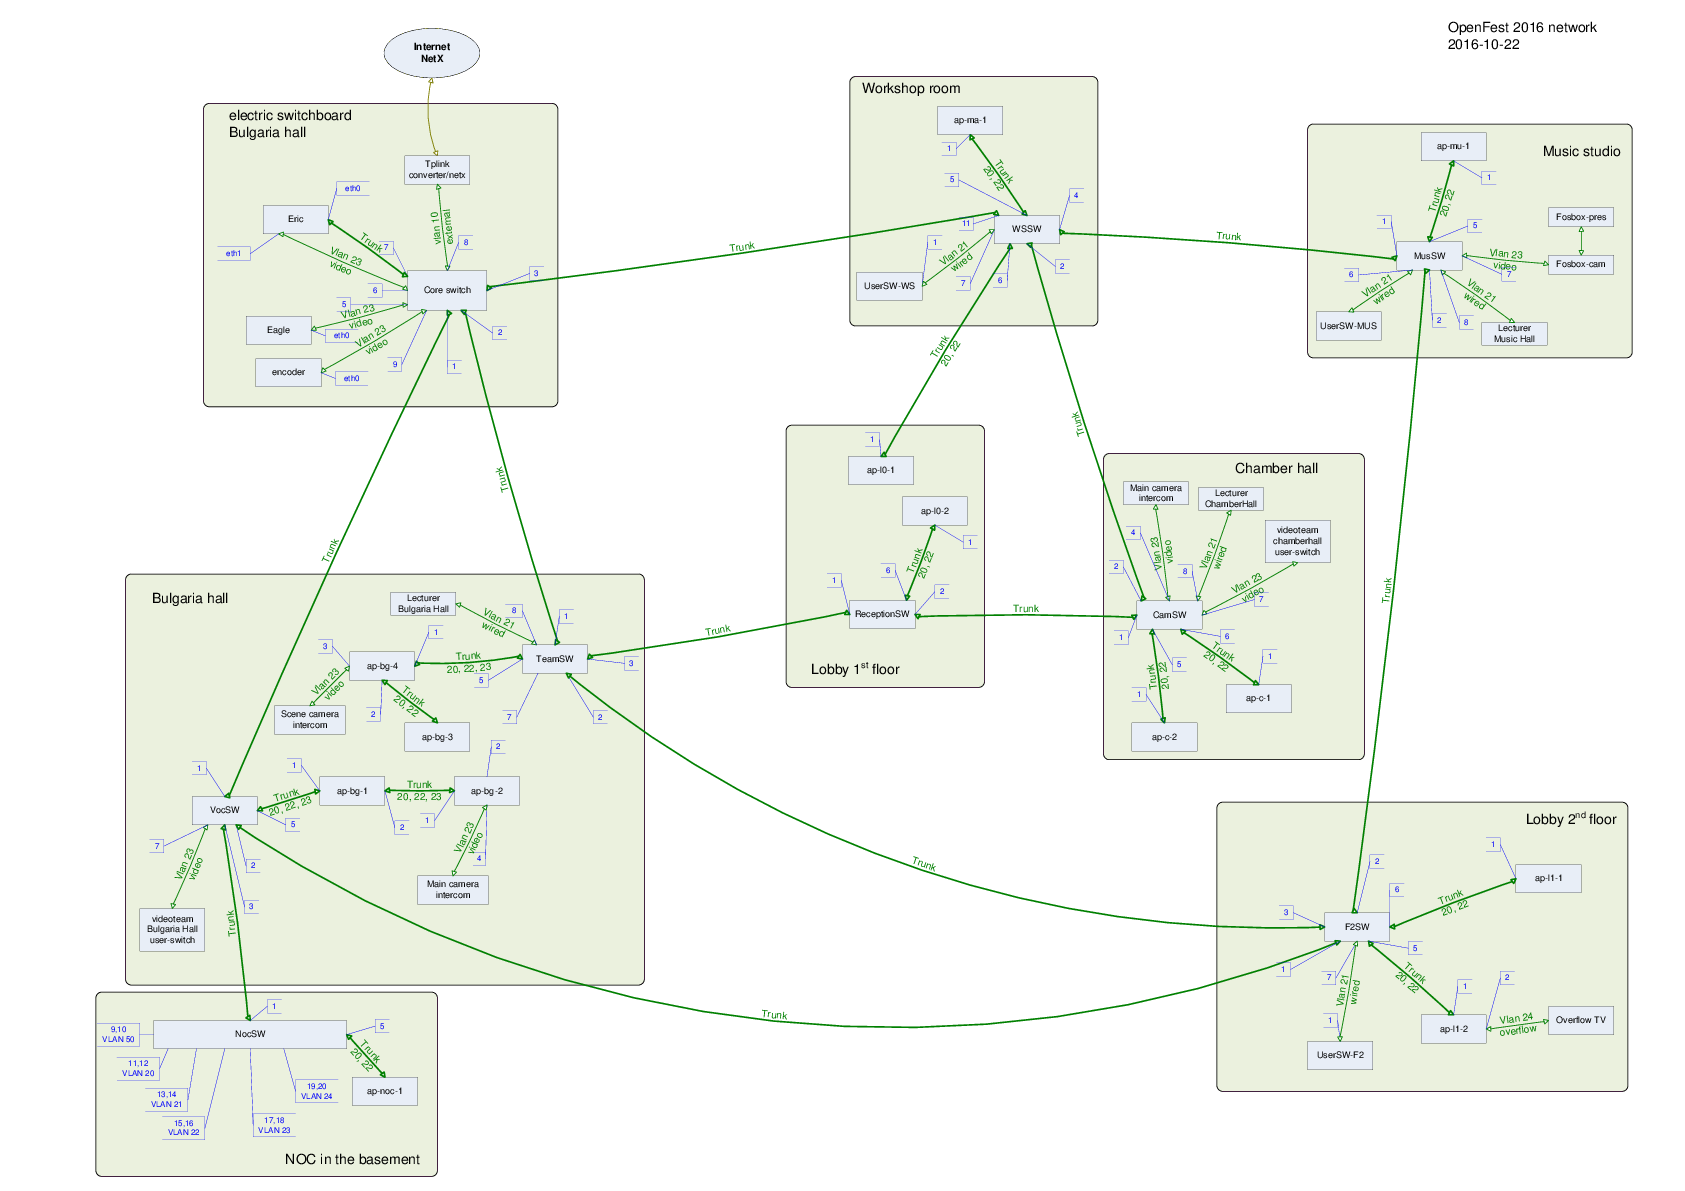 OpenFest 2016 network
2016-10-22
Internet
NetX
electric switchboard
Bulgaria hall
Tplink
converter/netx
eth0
Eric
eth1
Trunk
vlan 10
external
Vlan 23
video
7
8
3
Core switch
6
5
Vlan 23
video
Eagle
eth0
Vlan 23
video
2
encoder
eth0
9
1
Trunk
Trunk
Trunk
Workshop room
ap-ma-1
1
Trunk
20, 22
5
4
11
WSSW
1
Vlan 21
wired
UserSW-WS
7
6
2
Trunk
20, 22
Trunk
Trunk
Music studio
ap-mu-1
1
Trunk
20, 22
1
5
Fosbox-pres
MusSW
Vlan 23
video
Fosbox-cam
6
7
Vlan 21
wired
Vlan 21
wired
UserSW-MUS
2
8
Lecturer
Music Hall
Trunk
1
ap-l0-1
ap-l0-2
1
Trunk
20, 22
6
1
2
ReceptionSW
Lobby 1st floor
Trunk
Trunk
Chamber hall
Main camera
intercom
Lecturer
ChamberHall
videoteam
chamberhall
user-switch
4
Vlan 23
video
Vlan 21
wired
2
8
Vlan 23
video
7
CamSW
1
6
5
Trunk
20, 22
Trunk
20, 22
1
1
ap-c-1
ap-c-2
Bulgaria hall
Lecturer
Bulgaria Hall
Vlan 21
wired
8
1
1
3
ap-bg-4
Trunk
20, 22, 23
TeamSW
3
5
Vlan 23
video
Trunk
20, 22
Scene camera
intercom
2
7
2
ap-bg-3
2
1
1
ap-bg-1
Trunk
20, 22, 23
ap-bg-2
Trunk
20, 22, 23
VocSW
5
2
1
7
Vlan 23
video
2
Vlan 23
video
4
3
Main camera
intercom
videoteam
Bulgaria Hall
user-switch
Trunk
Trunk
Trunk
Lobby 2nd floor
1
2
ap-l1-1
6
Trunk
20, 22
3
F2SW
5
1
7
Trunk
20, 22
Vlan 21
wired
1
2
1
ap-l1-2
Vlan 24
overflow
Overflow TV
UserSW-F2
1
NocSW
5
9,10
VLAN 50
11,12
VLAN 20
13,14
VLAN 21
15,16
VLAN 22
17,18
VLAN 23
19,20
VLAN 24
Trunk
20, 22
ap-noc-1
NOC in the basement